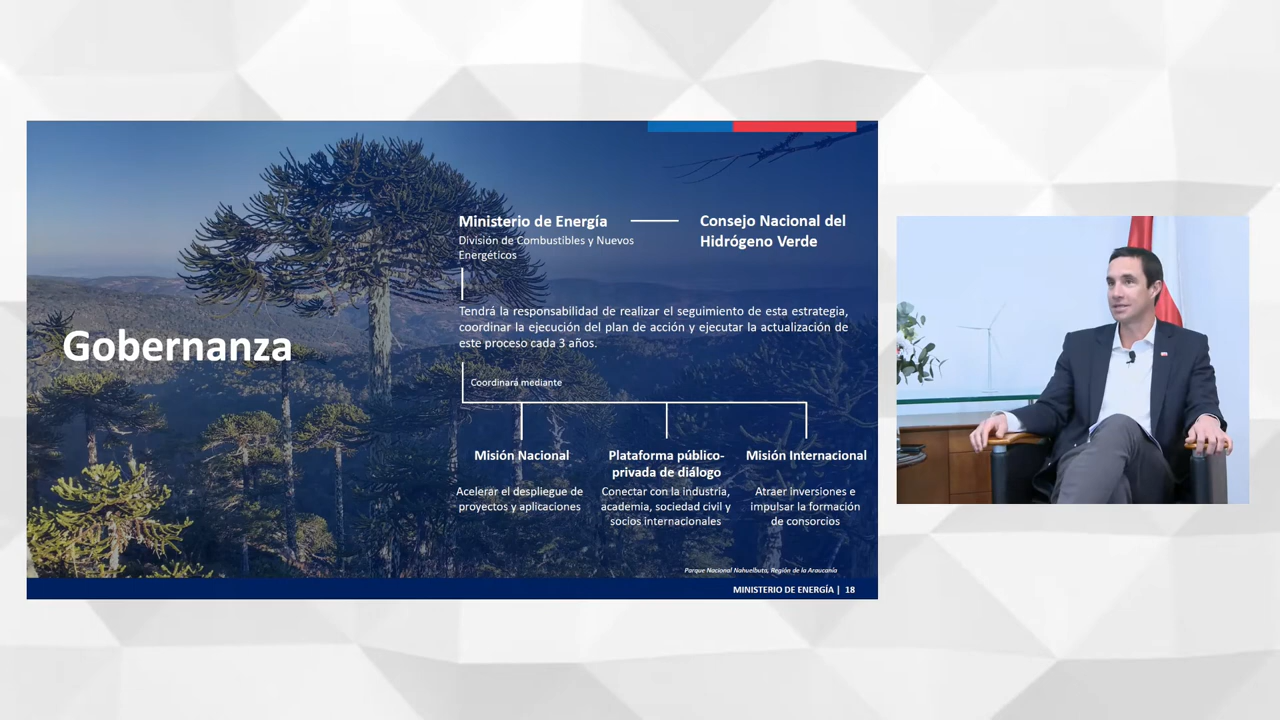 Gobernanza
Ministerio de Energía
División de Combustibles y Nuevos
Energéticos
Consejo Nacional del
Hidrógeno Verde
Tendrá la responsabilidad de realizar el seguimiento de esta estrategia,
coordinar la ejecución del plan de acción y ejecutar la actualización de
este proceso cada 3 años.
Coordinará mediante
Misión Nacional
Acelerar el despliegue de
proyectos y aplicaciones
Plataforma público-
privada de diálogo
Conectar con la industria,
academia, sociedad civil y
socios internacionales
Misión Internacional
Atraer inversiones e
impulsar la formación
de consorcios
Parque Nacional Nahuelbuta, Región de la Araucanía
MINISTERIO DE ENERGÍA | 18